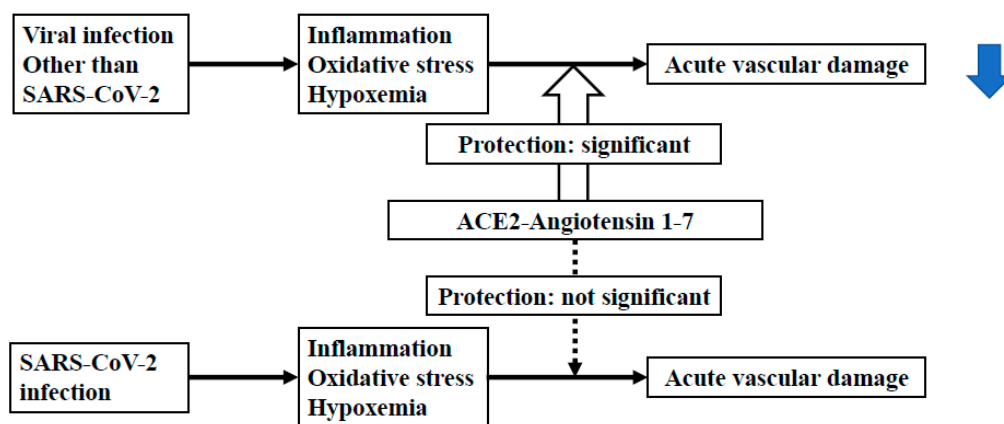 Viral infection
Other than
SARS-CoV-2
Inflammation
Oxidative stress
Hypoxemia
Acute vascular damage
Protection: significant
ACE2-Angiotensin 1-7
Protection: not significant
SARS-CoV-2
infection
Inflammation
Oxidative stress
Hypoxemia
Acute vascular damage